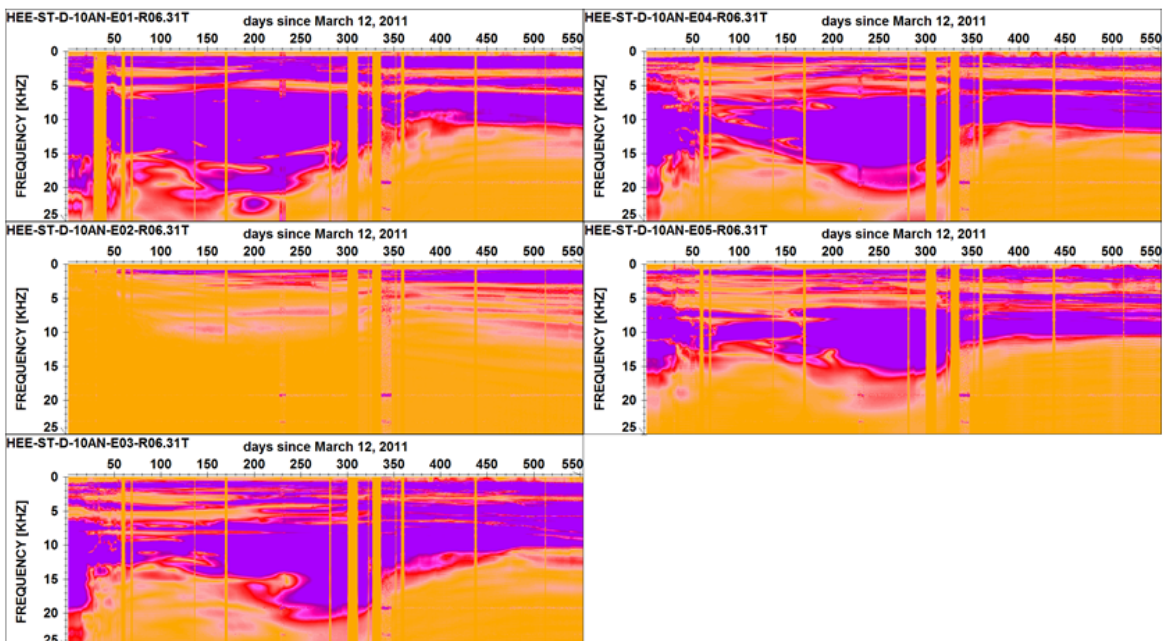 HEE-ST-D-10AN-E01-R06.31T
days since March 12, 2011
50 100 150 200 250 300 350 400 450 500 550
FREQUENCY [KHZ]
0
5
10
15
20
25
HEE-ST-D-10AN-E04-R06.31T
days since March 12, 2011
50 100 150 200 250 300 350 400 450 500 550
FREQUENCY [KHZ]
0
5
10
15
20
25
HEE-ST-D-10AN-E02-R06.31T
days since March 12, 2011
50 100 150 200 250 300 350 400 450 500 550
FREQUENCY [KHZ]
0
5
10
15
20
25
HEE-ST-D-10AN-E05-R06.31T
days since March 12, 2011
50 100 150 200 250 300 350 400 450 500 550
FREQUENCY [KHZ]
0
5
10
15
20
25
HEE-ST-D-10AN-E03-R06.31T
days since March 12, 2011
50 100 150 200 250 300 350 400 450 500 550
FREQUENCY [KHZ]
0
5
10
15
20
25